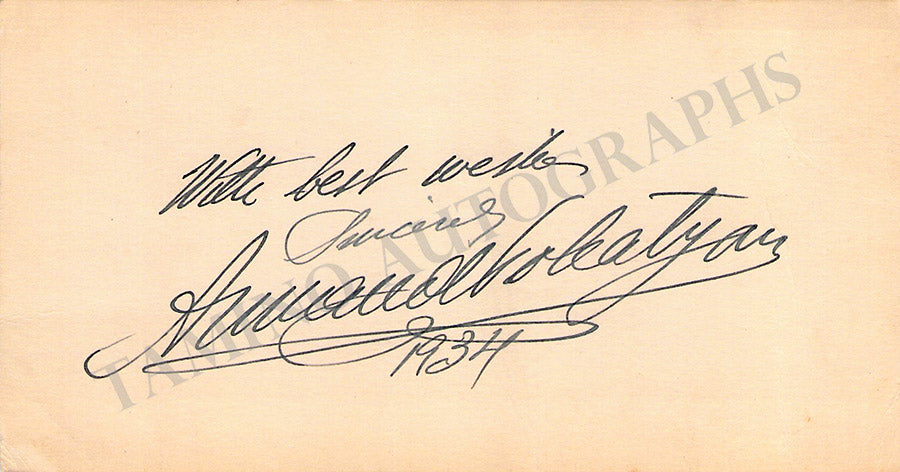 With best wishes
Sincerely
Armand Tokatyan
1934
TAMINO AUTOGRAPHS